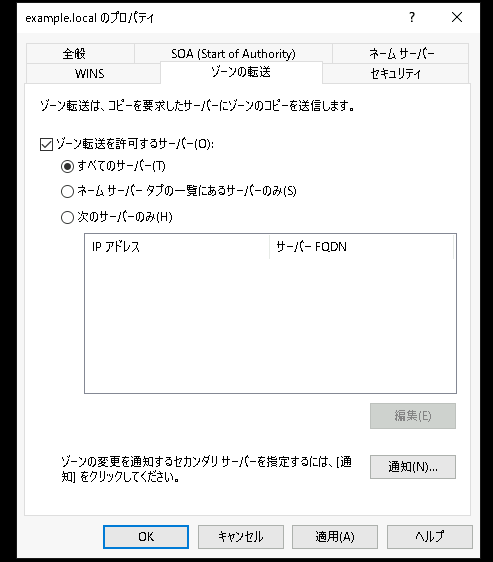 example.local のプロパティ
? ×
全般 SOA (Start of Authority) ネーム サーバー
WINS ゾーンの転送 セキュリティ
ゾーン転送は、コピーを要求したサーバーにゾーンのコピーを送信します。
ゾーン転送を許可するサーバー(O):
すべてのサーバー(T)
ネーム サーバー タブの一覧にあるサーバーのみ(S)
次のサーバーのみ(H)
IP アドレス サーバー FQDN
編集(E)
ゾーンの変更を通知するセカンダリ サーバーを指定するには、[通
知] をクリックしてください。
通知(N)...
OK キャンセル 適用(A) ヘルプ